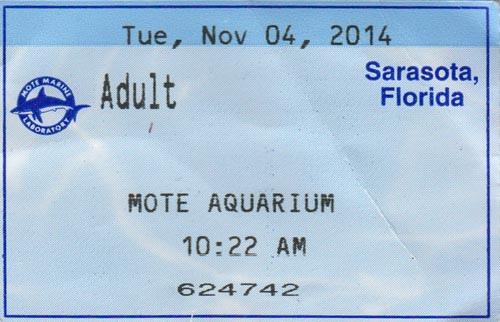 Tue, Nov 04, 2014
MOTE MARINE
LABORATORY
Adult
Sarasota,
Florida
MOTE AQUARIUM
10:22 AM
624742